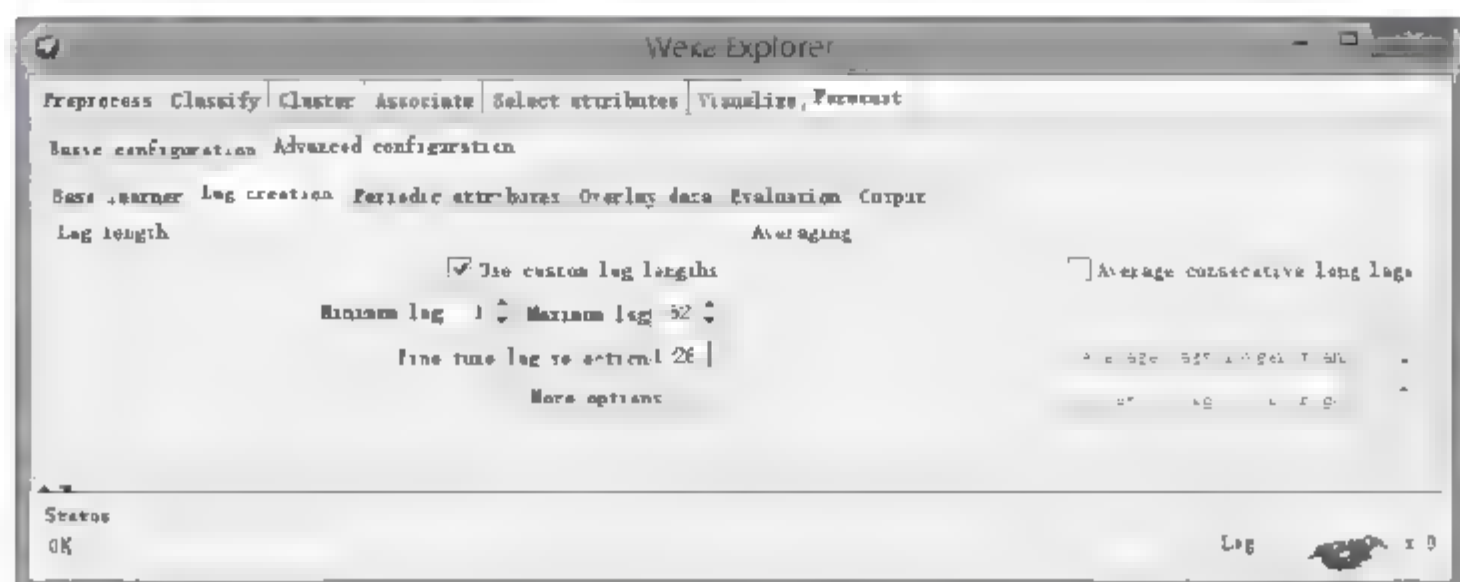 Weka Explorer
Preprocess Classify Cluster Associate Select attributes Visualize Forecast
Basic configuration Advanced configuration
Base learner Lag creation Periodic attributes Overlay data Evaluation Output
Lag length Averaging
Use custom lag lengths Average consecutive long lags
Minimum lag 1 Maximum lag 52
Fine tune lag selection 26
More options
Status
OK
Log x 0